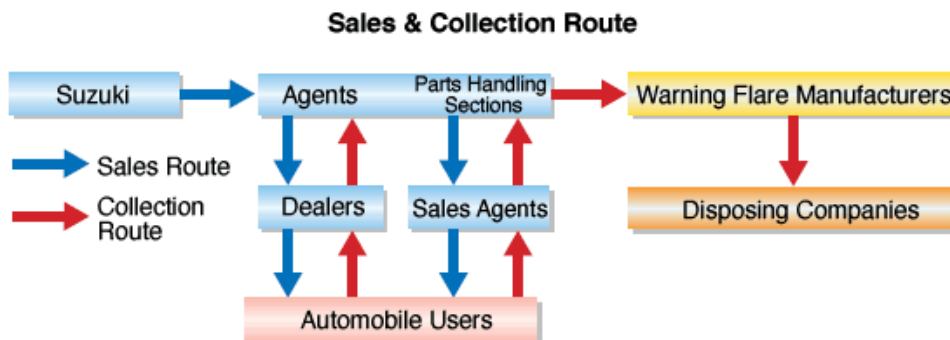 Sales & Collection Route
Suzuki
Agents
Parts Handling
Sections
Warning Flare Manufacturers
Sales Route
Collection
Route
Dealers
Sales Agents
Disposing Companies
Automobile Users